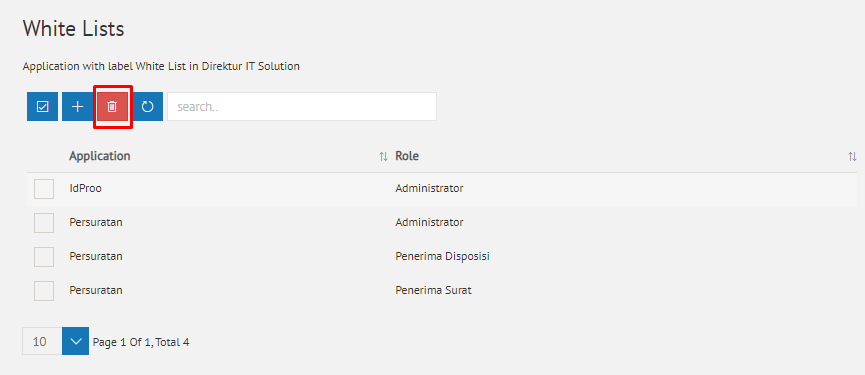 White Lists
Application with label White List in Direktur IT Solution
search..
Application Role
IdProo Administrator
Persuratan Administrator
Persuratan Penerima Disposisi
Persuratan Penerima Surat
10 Page 1 Of 1, Total 4